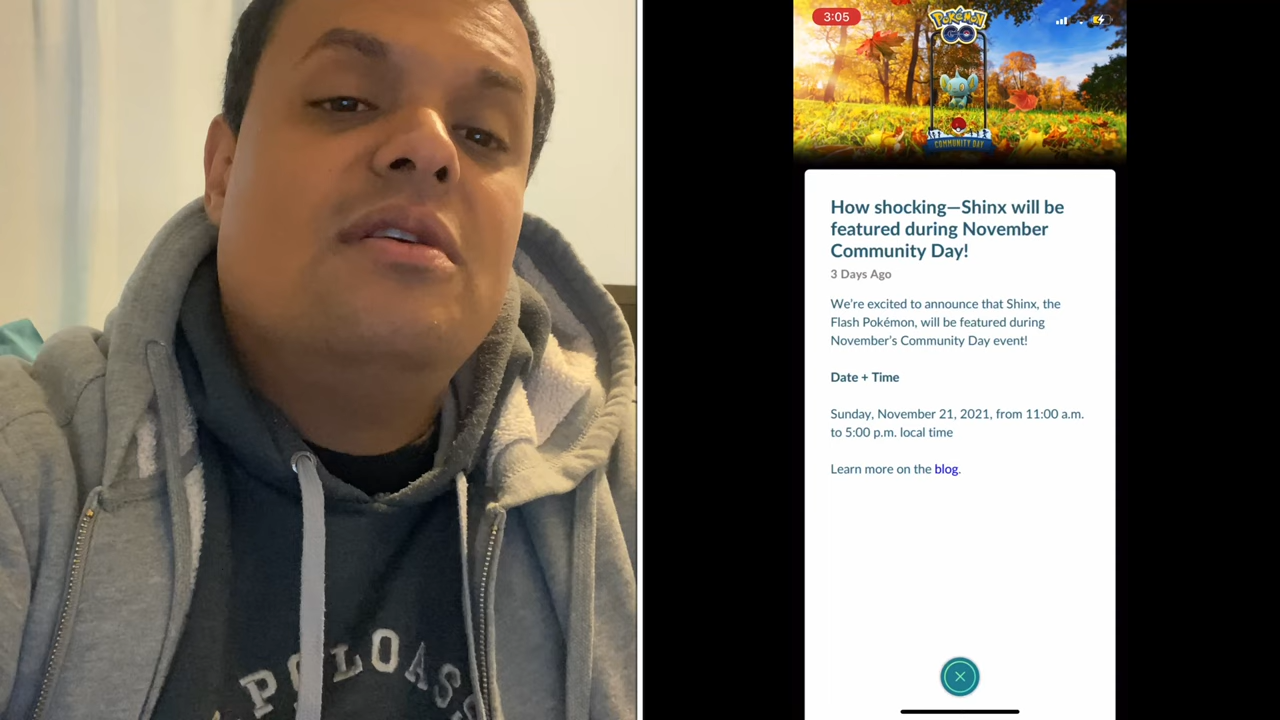 POLOASS
3:05
POKÉMON
GO
COMMUNITY DAY
How shocking—Shinx will be
featured during November
Community Day!
3 Days Ago
We're excited to announce that Shinx, the
Flash Pokémon, will be featured during
November's Community Day event!
Date + Time
Sunday, November 21, 2021, from 11:00 a.m.
to 5:00 p.m. local time
Learn more on the blog.